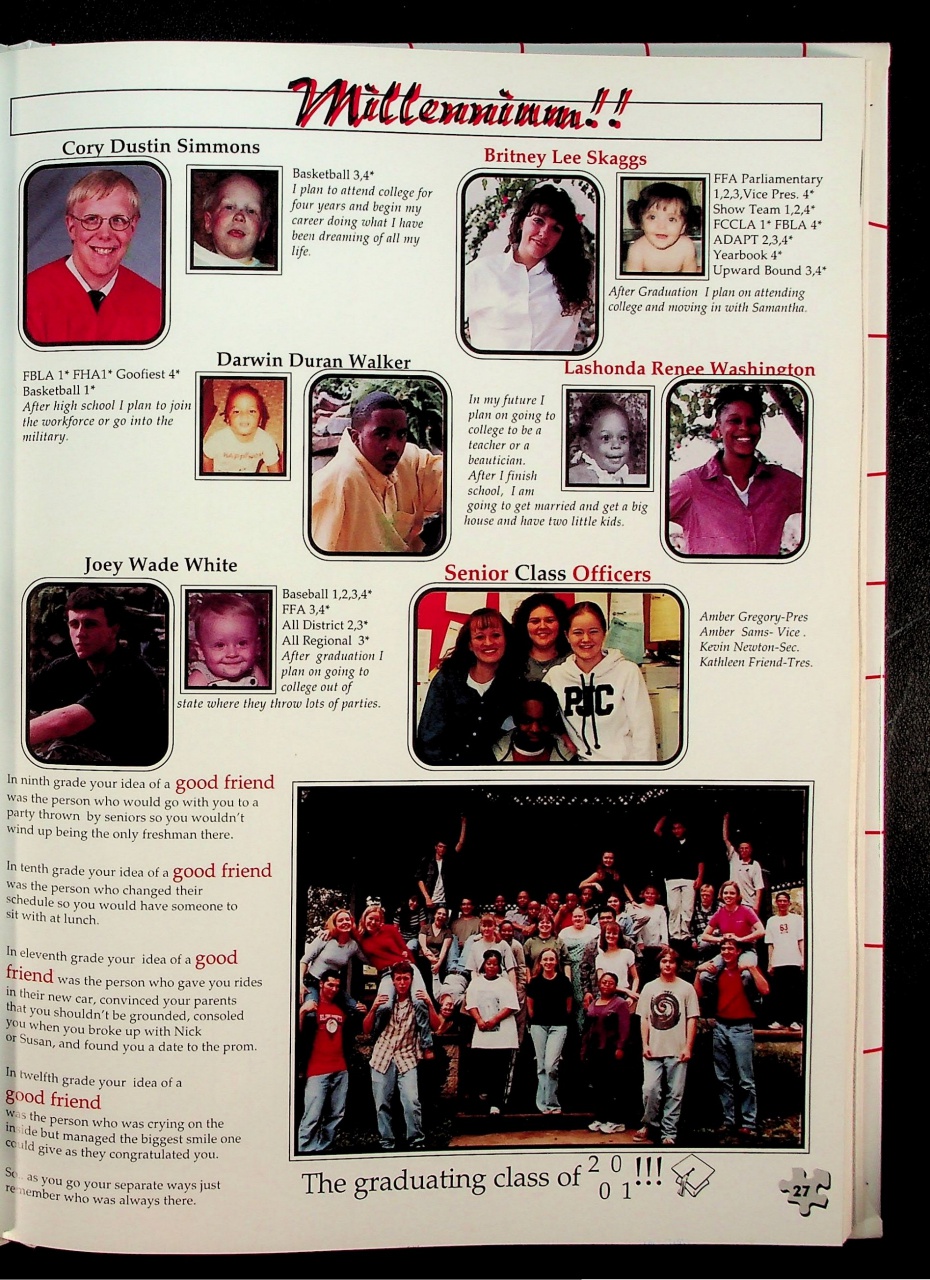 Millennium!!
Cory Dustin Simmons
Basketball 3,4*
I plan to attend college for
four years and begin my
career doing what I have
been dreaming of all my
life.
Britney Lee Skaggs
FFA Parliamentary
1,2,3,Vice Pres. 4*
Show Team 1,2,4*
FCCLA 1* FBLA 4*
ADAPT 2,3,4*
Yearbook 4*
Upward Bound 3,4*
After Graduation I plan on attending
college and moving in with Samantha.
Darwin Duran Walker
FBLA 1* FHA1* Goofiest 4*
Basketball 1*
After high school I plan to join
the workforce or go into the
military.
Lashonda Renee Washington
In my future I
plan on going to
college to be a
teacher or a
beautician.
After I finish
school, I am
going to get married and get a big
house and have two little kids.
Joey Wade White
Baseball 1,2,3,4*
FFA 3,4*
All District 2,3*
All Regional 3*
After graduation I
plan on going to
college out of
state where they throw lots of parties.
Senior Class Officers
PJC
Amber Gregory-Pres
Amber Sams- Vice .
Kevin Newton-Sec.
Kathleen Friend-Tres.
In ninth grade your idea of a good friend
was the person who would go with you to a
party thrown by seniors so you wouldn't
wind up being the only freshman there.
In tenth grade your idea of a good friend
was the person who changed their
schedule so you would have someone to
sit with at lunch.
In eleventh grade your idea of a good
friend was the person who gave you rides
in their new car, convinced your parents
that you shouldn't be grounded, consoled
you when you broke up with Nick
or Susan, and found you a date to the prom.
In twelfth grade your idea of a
good friend
was the person who was crying on the
inside but managed the biggest smile one
could give as they congratulated you.
So.. as you go your separate ways just
remember who was always there.
63
The graduating class of 20
01!!!
27